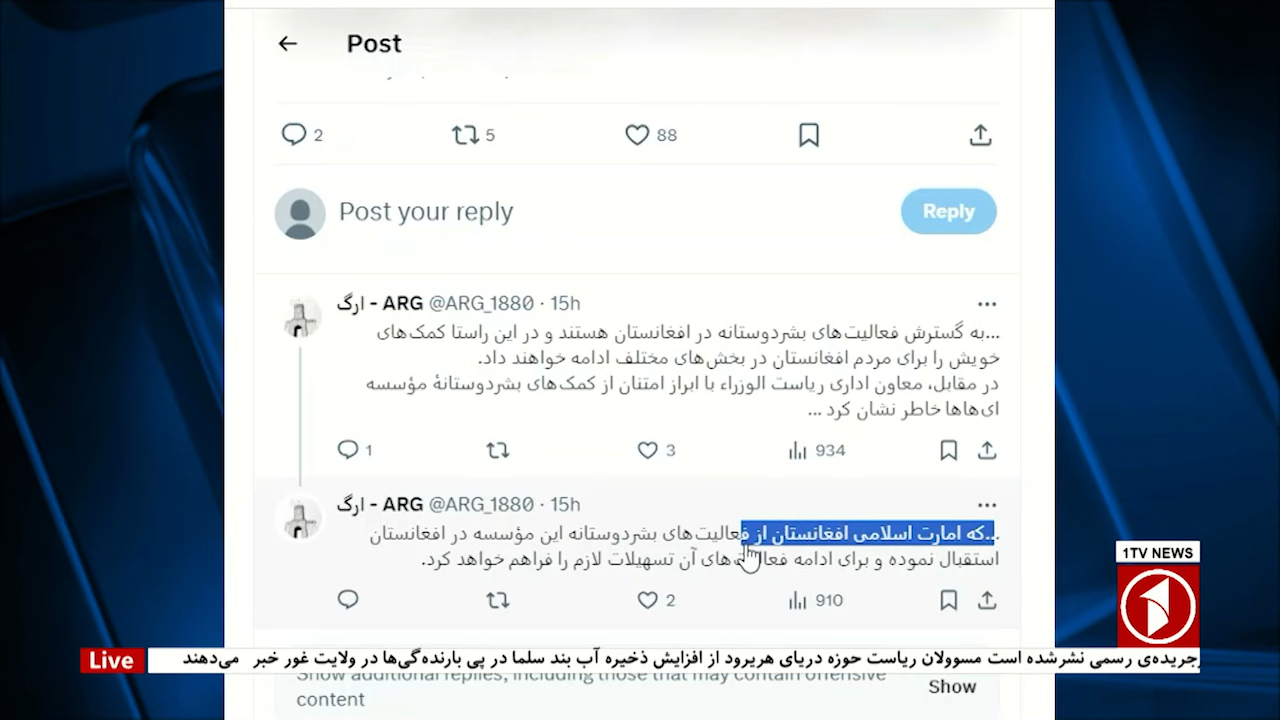 Post
2
5
88
Post your reply
Reply
ارگ - ARG @ARG_1880 · 15h
...به گسترش فعالیت‌های بشردوستانه در افغانستان هستند و در این راستا کمک‌های
خویش را برای مردم افغانستان در بخش‌های مختلف ادامه خواهند داد.
در مقابل، معاون اداری ریاست الوزراء با ابراز امتنان از کمک‌های بشردوستانهٔ مؤسسه
ای‌هاها خاطر نشان کرد ...
1
3
934
ارگ - ARG @ARG_1880 · 15h
...که امارت اسلامی افغانستان از فعالیت‌های بشردوستانه این مؤسسه در افغانستان
استقبال نموده و برای ادامه فعالیت‌های آن تسهیلات لازم را فراهم خواهد کرد.
2
910
1TV NEWS
Live
جریده‌ی رسمی نشرشده است مسوولان ریاست حوزه دریای هریرود از افزایش ذخیره آب بند سلما در پی بارنده‌گی‌ها در ولایت غور خبر می‌دهند
Show additional replies, including those that may contain offensive
content
Show